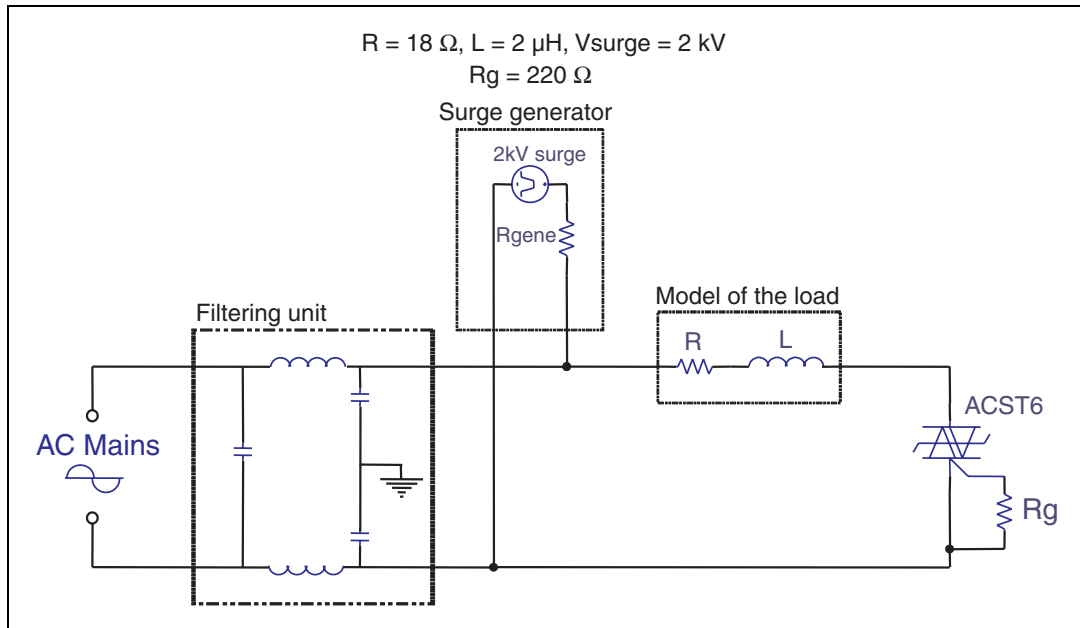 R = 18 Ω, L = 2 µH, Vsurge = 2 kV
Rg = 220 Ω
Surge generator
2kV surge
Rgene
Filtering unit
Model of the load
R
L
ACST6
AC Mains
Rg